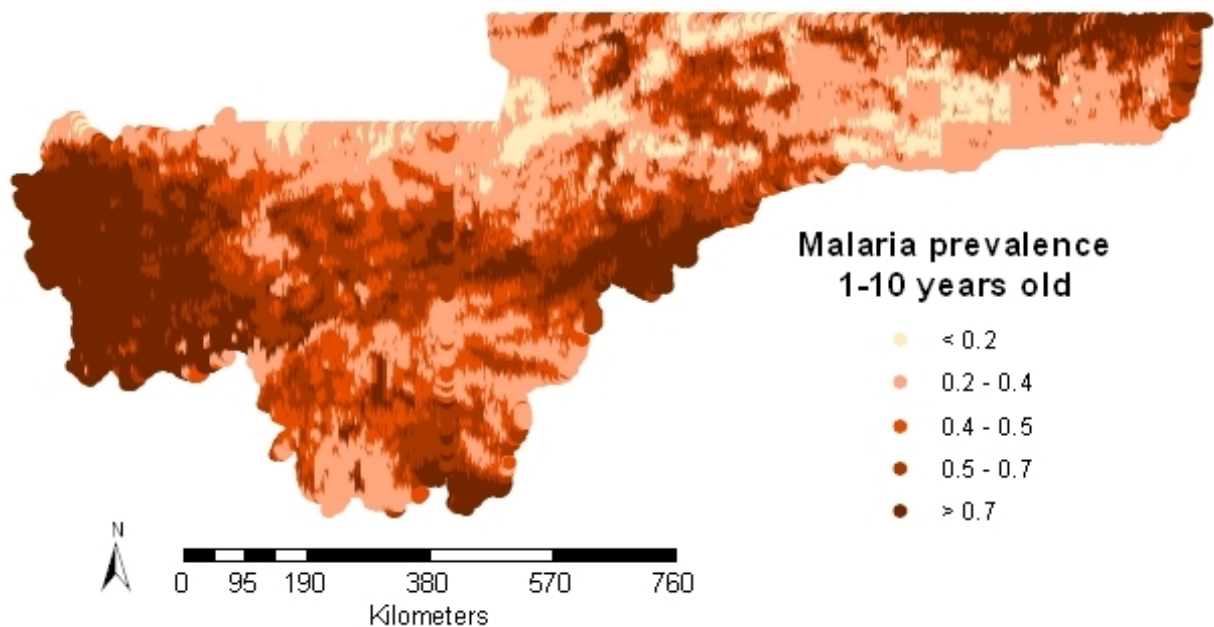 Malaria prevalence
1-10 years old
< 0.2
0.2 - 0.4
0.4 - 0.5
0.5 - 0.7
> 0.7
N
0 95 190 380 570 760
Kilometers